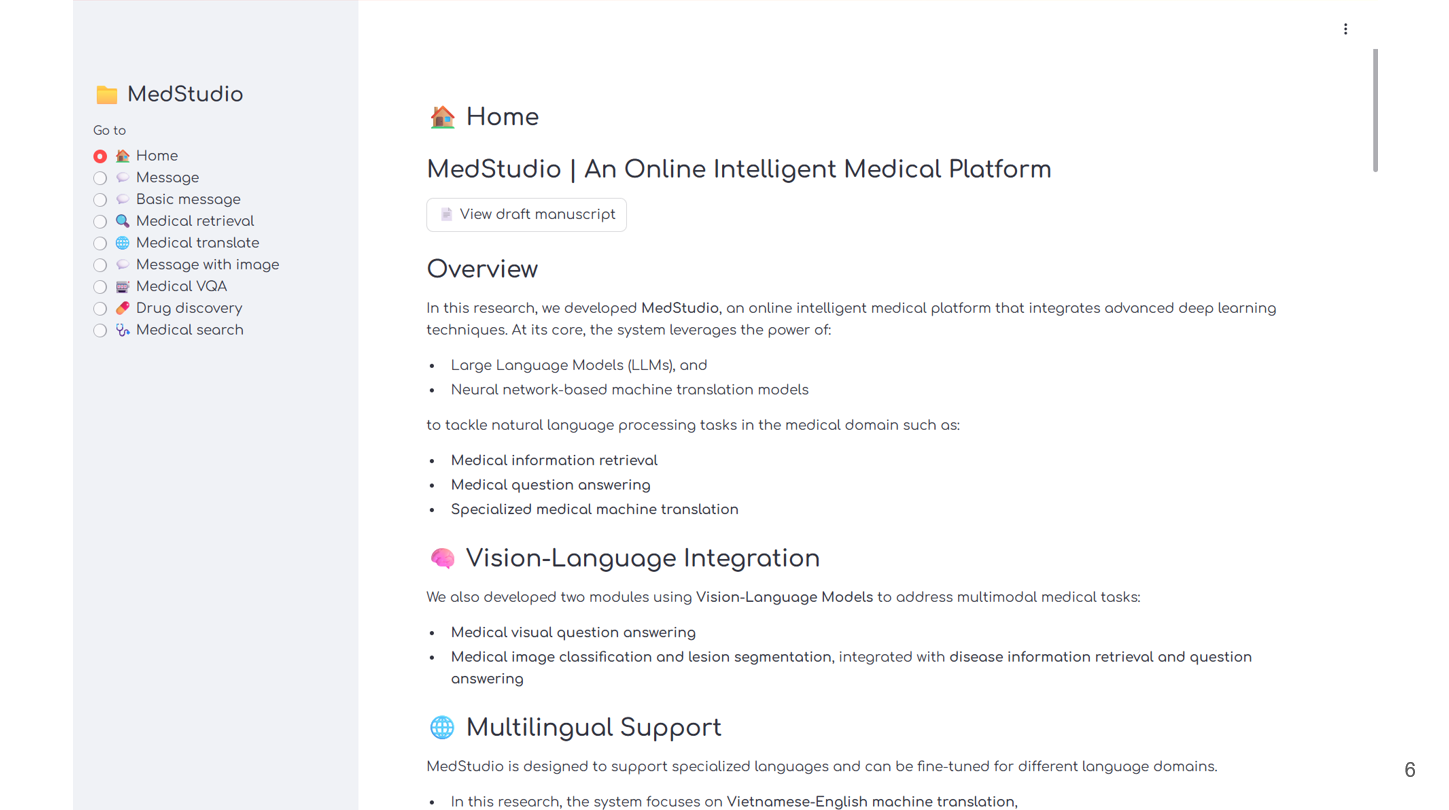 MedStudio
Go to
Home
Message
Basic message
Medical retrieval
Medical translate
Message with image
Medical VQA
Drug discovery
Medical search
Home
MedStudio | An Online Intelligent Medical Platform
View draft manuscript
Overview
In this research, we developed MedStudio, an online intelligent medical platform that integrates advanced deep learning
techniques. At its core, the system leverages the power of:
• Large Language Models (LLMs), and
• Neural network-based machine translation models
to tackle natural language processing tasks in the medical domain such as:
• Medical information retrieval
• Medical question answering
• Specialized medical machine translation
Vision-Language Integration
We also developed two modules using Vision-Language Models to address multimodal medical tasks:
• Medical visual question answering
• Medical image classification and lesion segmentation, integrated with disease information retrieval and question
answering
Multilingual Support
MedStudio is designed to support specialized languages and can be fine-tuned for different language domains.
• In this research, the system focuses on Vietnamese-English machine translation,
6